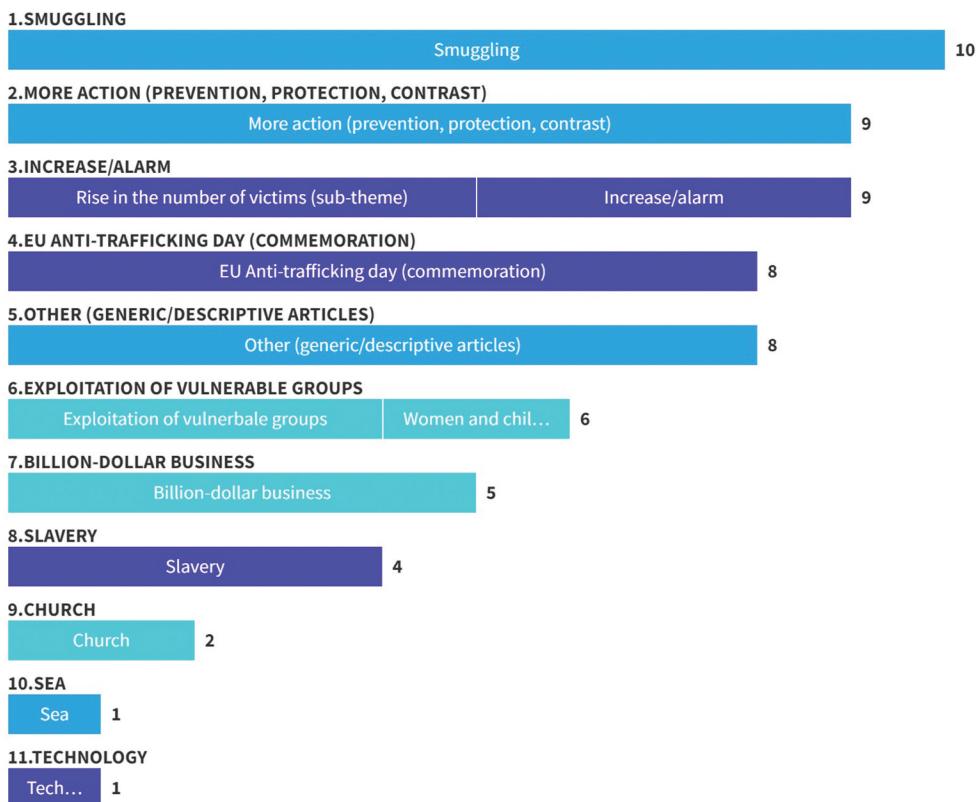 1.SMUGGLING
Smuggling 10
2.MORE ACTION (PREVENTION, PROTECTION, CONTRAST)
More action (prevention, protection, contrast) 9
3.INCREASE/ALARM
Rise in the number of victims (sub-theme) Increase/alarm 9
4.EU ANTI-TRAFFICKING DAY (COMMEMORATION)
EU Anti-trafficking day (commemoration) 8
5.OTHER (GENERIC/DESCRIPTIVE ARTICLES)
Other (generic/descriptive articles) 8
6.EXPLOITATION OF VULNERABLE GROUPS
Exploitation of vulnerbale groups Women and chil... 6
7.BILLION-DOLLAR BUSINESS
Billion-dollar business 5
8.SLAVERY
Slavery 4
9.CHURCH
Church 2
10.SEA
Sea 1
11.TECHNOLOGY
Tech... 1